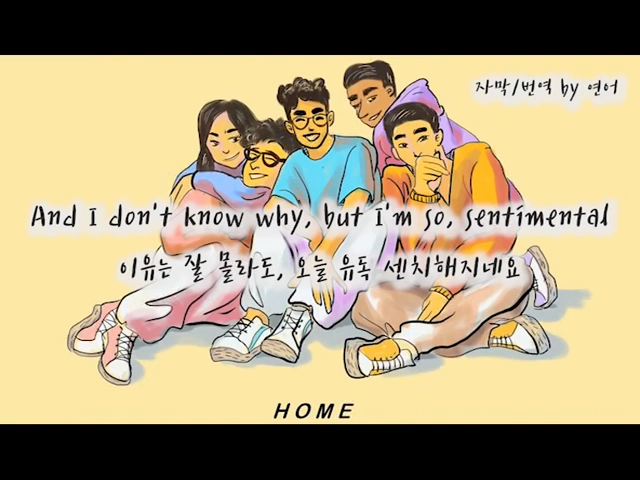 자막/번역 by 연어
And I don't know why, but I'm so, sentimental
이유는 잘 몰라도, 오늘 유독 센치해지네요
HOME